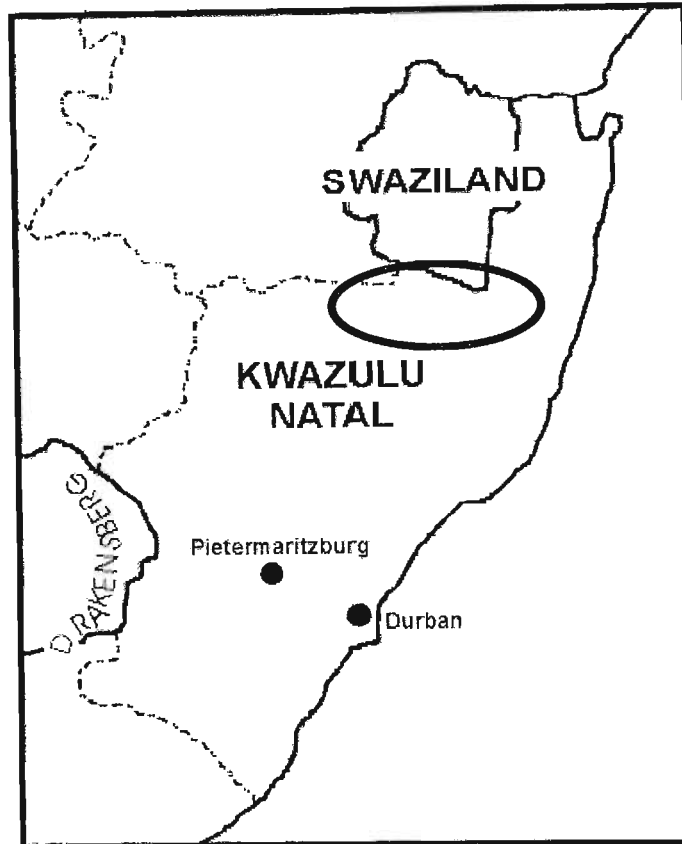 SWAZILAND
KWAZULU
NATAL
DRAKENSBERG
Pietermaritzburg
Durban